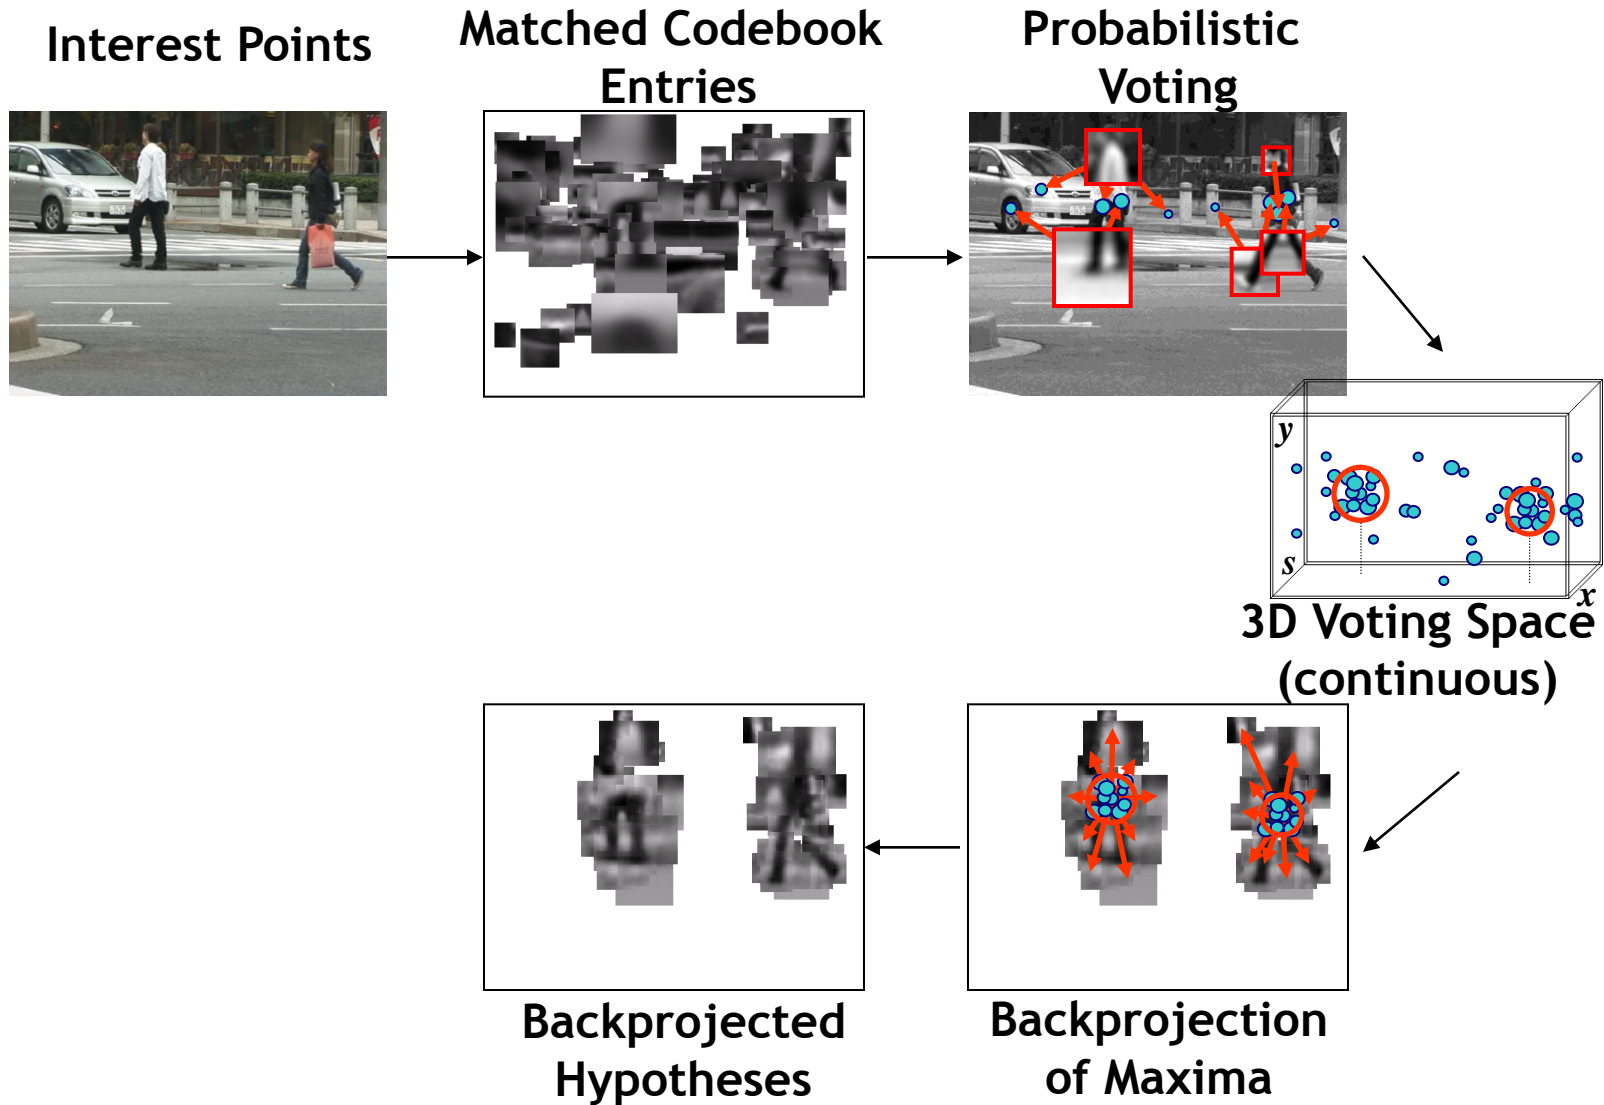 Interest Points
Matched Codebook
Entries
Probabilistic
Voting
y
s
x
3D Voting Space
(continuous)
Backprojected
Hypotheses
Backprojection
of Maxima